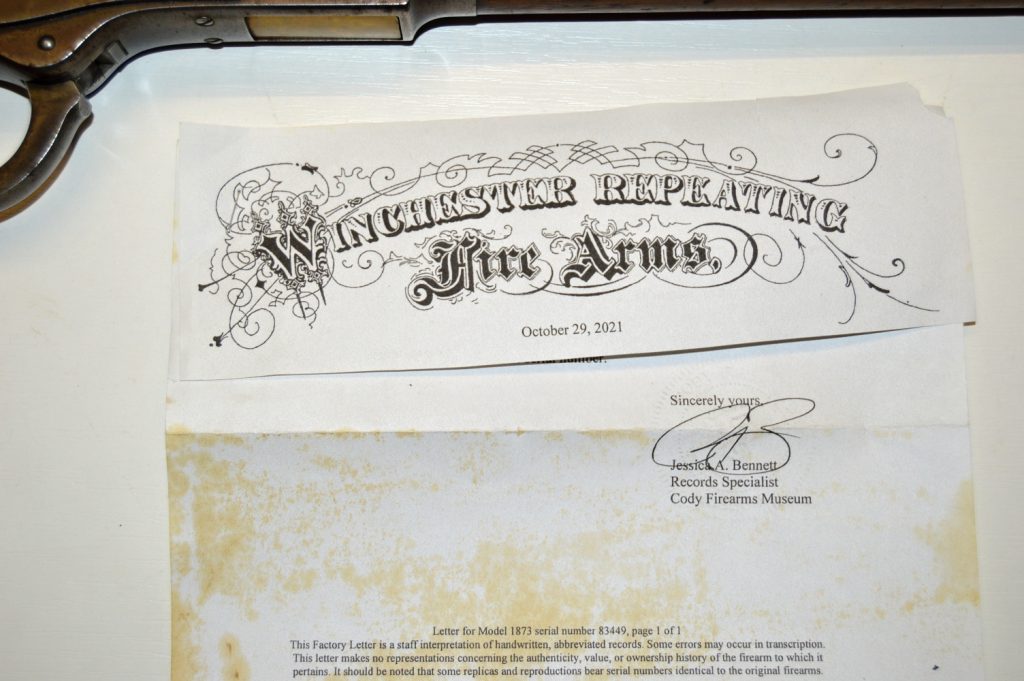 WINCHESTER REPEATING
Fire Arms.
October 29, 2021
serial number.
Sincerely yours,
Jessica A. Bennett
Records Specialist
Cody Firearms Museum
Letter for Model 1873 serial number 83449, page 1 of 1
This Factory Letter is a staff interpretation of handwritten, abbreviated records. Some errors may occur in transcription.
This letter makes no representations concerning the authenticity, value, or ownership history of the firearm to which it
pertains. It should be noted that some replicas and reproductions bear serial numbers identical to the original firearms.